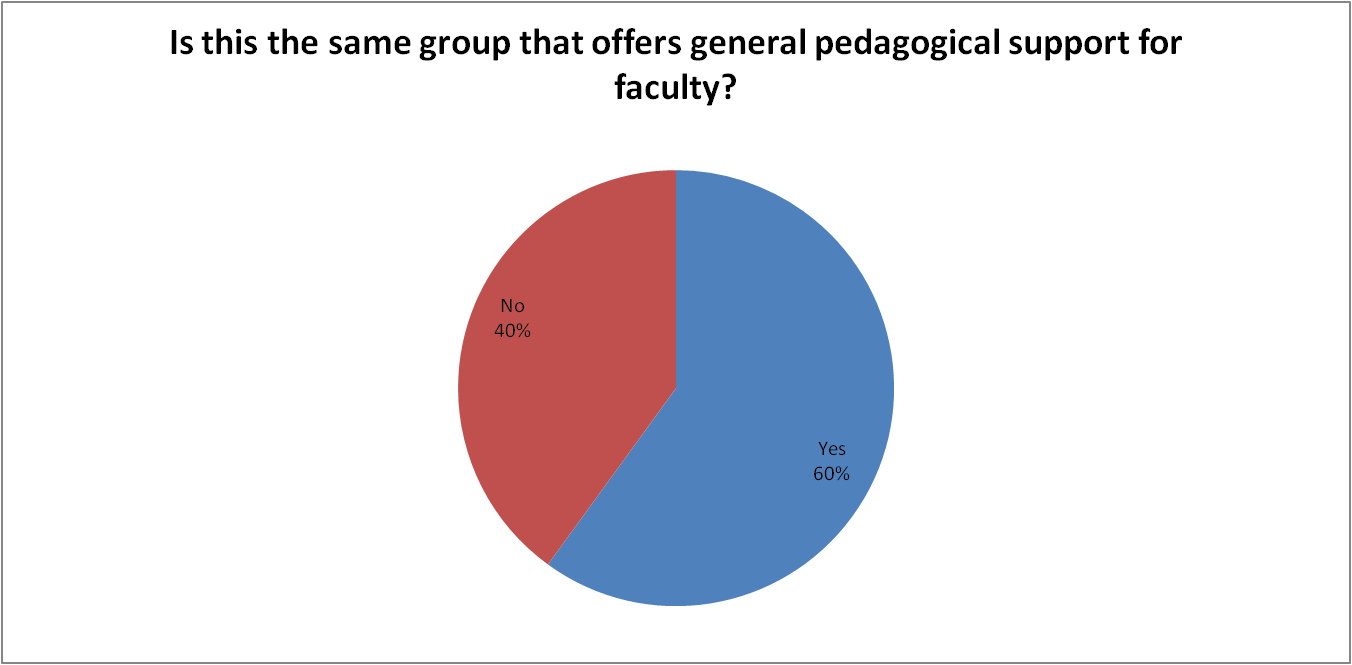 Is this the same group that offers general pedagogical support for
faculty?
No
40%
Yes
60%